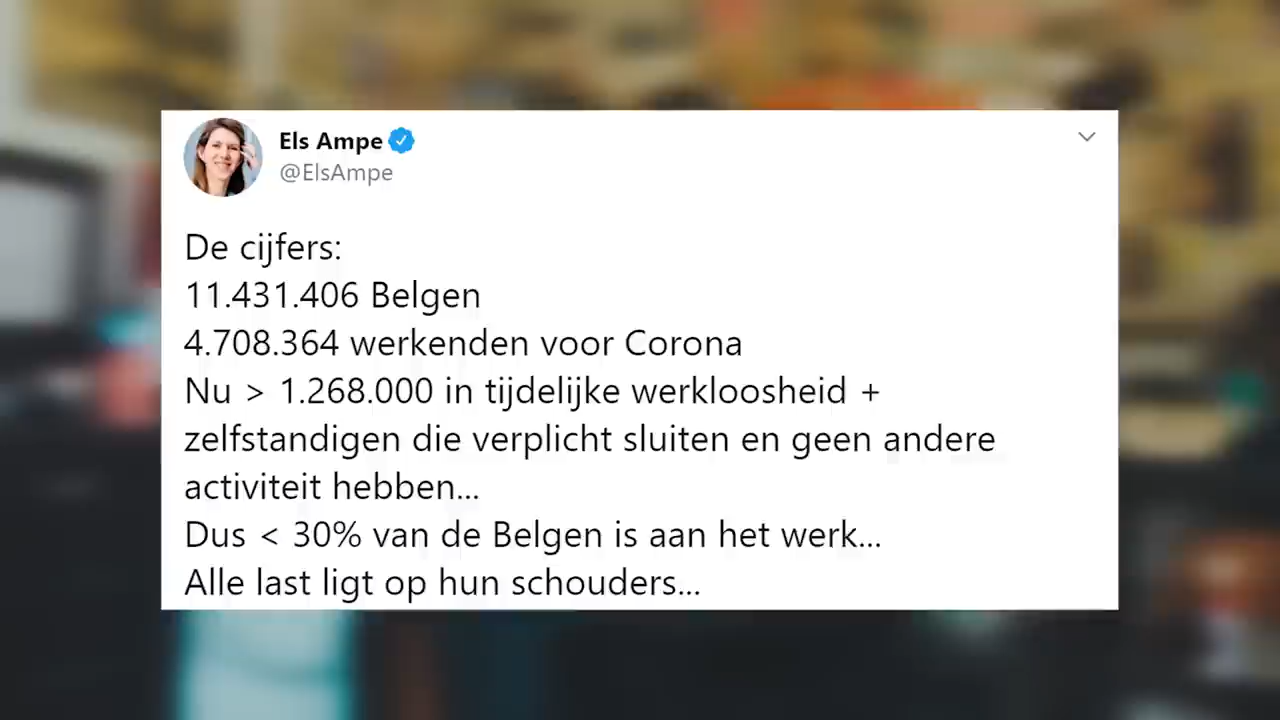 Els Ampe
@ElsAmpe
De cijfers:
11.431.406 Belgen
4.708.364 werkenden voor Corona
Nu > 1.268.000 in tijdelijke werkloosheid +
zelfstandigen die verplicht sluiten en geen andere
activiteit hebben...
Dus < 30% van de Belgen is aan het werk...
Alle last ligt op hun schouders...